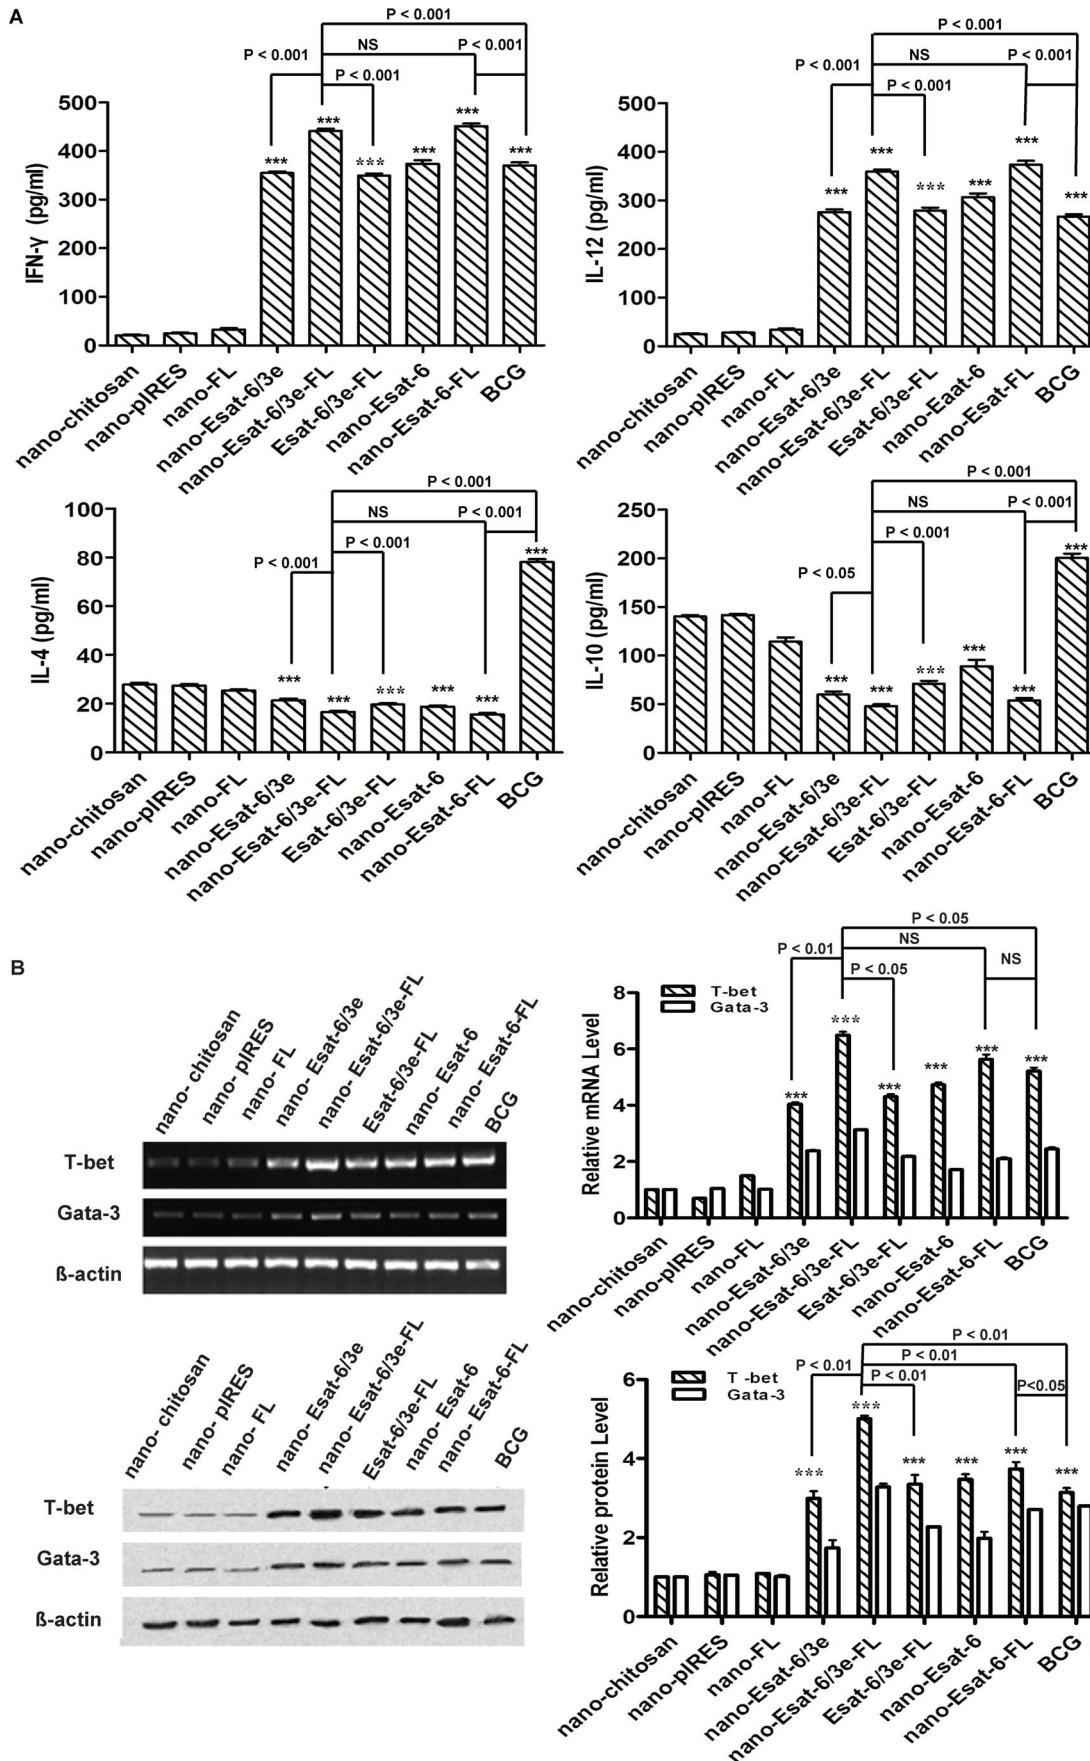 A
P < 0.001
NS
P < 0.001
P < 0.001
P < 0.001
500
400
300
200
100
0
IFN-γ (pg/ml)
***
***
***
***
***
***
nano-chitosan
nano-pIRES
nano-FL
nano-Esat-6/3e
nano-Esat-6/3e-FL
Esat-6/3e-FL
nano-Esat-6
nano-Esat-6-FL
BCG
P < 0.001
NS
P < 0.001
P < 0.001
P < 0.001
500
400
300
200
100
0
IL-12 (pg/ml)
***
***
***
***
***
***
nano-chitosan
nano-pIRES
nano-FL
nano-Esat-6/3e
nano-Esat-6/3e-FL
Esat-6/3e-FL
nano-Eaat-6
nano-Esat-FL
BCG
P < 0.001
NS
P < 0.001
P < 0.001
P < 0.001
100
80
60
40
20
0
IL-4 (pg/ml)
***
***
***
***
***
***
nano-chitosan
nano-pIRES
nano-FL
nano-Esat-6/3e
nano-Esat-6/3e-FL
Esat-6/3e-FL
nano-Esat-6
nano-Esat-6-FL
BCG
P < 0.001
NS
P < 0.001
P < 0.001
P < 0.05
250
200
150
100
50
0
IL-10 (pg/ml)
***
***
***
***
***
***
nano-chitosan
nano-pIRES
nano-FL
nano-Esat-6/3e
nano-Esat-6/3e-FL
Esat-6/3e-FL
nano-Esat-6
nano-Esat-6-FL
BCG
B
nano- chitosan
nano- pIRES
nano- FL
nano- Esat-6/3e
nano- Esat-6/3e-FL
Esat-6/3e-FL
nano- Esat-6
nano- Esat-6-FL
BCG
T-bet
Gata-3
ß-actin
P < 0.05
NS
P < 0.01
NS
P < 0.05
8
6
4
2
0
Relative mRNA Level
T-bet
Gata-3
***
***
***
***
***
***
nano-chitosan
nano-pIRES
nano-FL
nano-Esat-6/3e
nano-Esat-6/3e-FL
Esat-6/3e-FL
nano-Esat-6
nano-Esat-6-FL
BCG
nano- chitosan
nano- pIRES
nano- FL
nano- Esat-6/3e
nano- Esat-6/3e-FL
Esat-6/3e-FL
nano- Esat-6
nano- Esat-6-FL
BCG
T-bet
Gata-3
ß-actin
P < 0.01
P < 0.01
P < 0.01
P < 0.01
P<0.05
6
4
2
0
Relative protein Level
T -bet
Gata-3
***
***
***
***
***
***
nano-chitosan
nano-pIRES
nano-FL
nano-Esat-6/3e
nano-Esat-6/3e-FL
Esat-6/3e-FL
nano-Esat-6
nano-Esat-6-FL
BCG